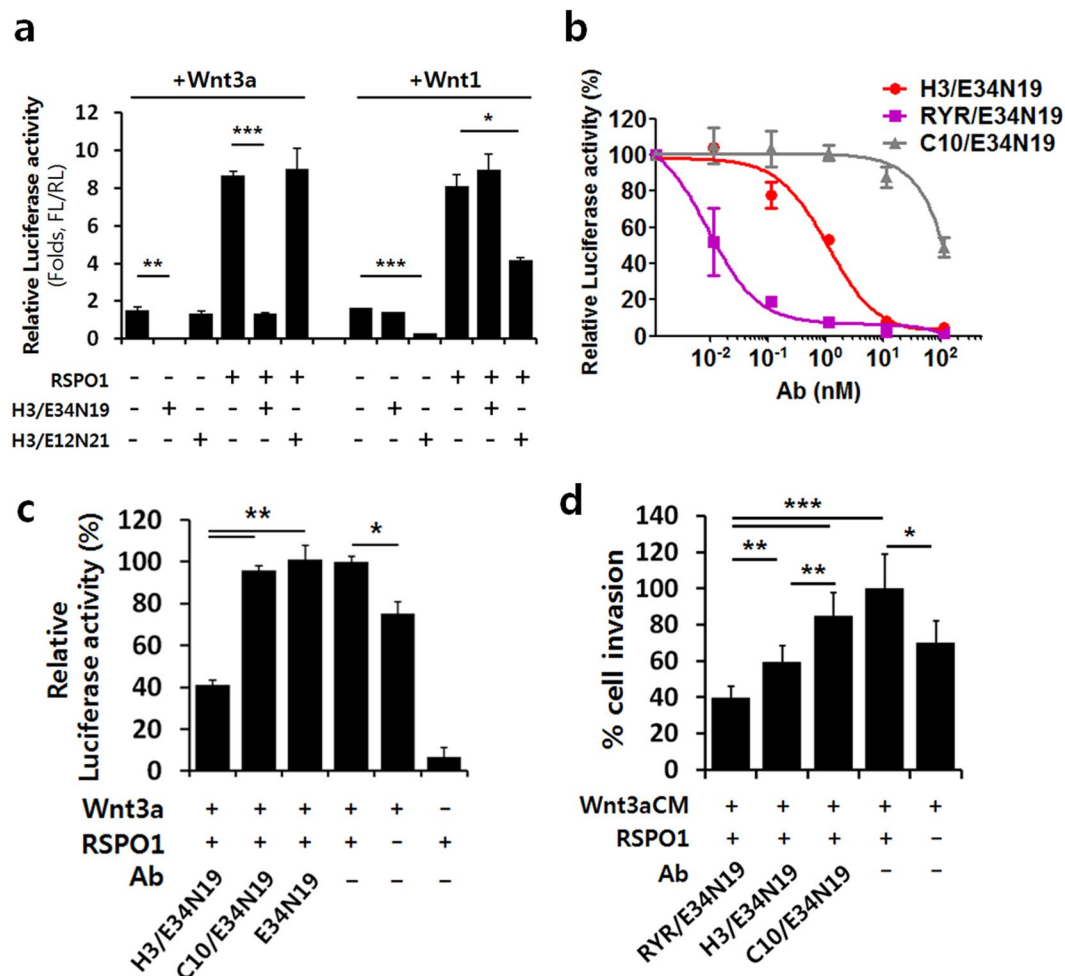 a
+Wnt3a +Wnt1
Relative Luciferase activity
(Folds, FL/RL)
12
10
8
6
4
2
0
** *** *** *
RSPO1 - - - + + + - - - + + +
H3/E34N19 - + - - + - - + - - + -
H3/E12N21 - - + - - + - - + - - +
b
H3/E34N19
RYR/E34N19
C10/E34N19
Relative Luciferase activity (%)
120
100
80
60
40
20
0
10-2 10-1 100 101 102
Ab (nM)
c
Relative
Luciferase activity (%)
120
100
80
60
40
20
0
** *
Wnt3a + + + + + -
RSPO1 + + + + - +
Ab H3/E34N19 C10/E34N19 E34N19 - - -
d
% cell invasion
140
120
100
80
60
40
20
0
*** ** ** *
Wnt3aCM + + + + +
RSPO1 + + + + -
Ab RYR/E34N19 H3/E34N19 C10/E34N19 - -